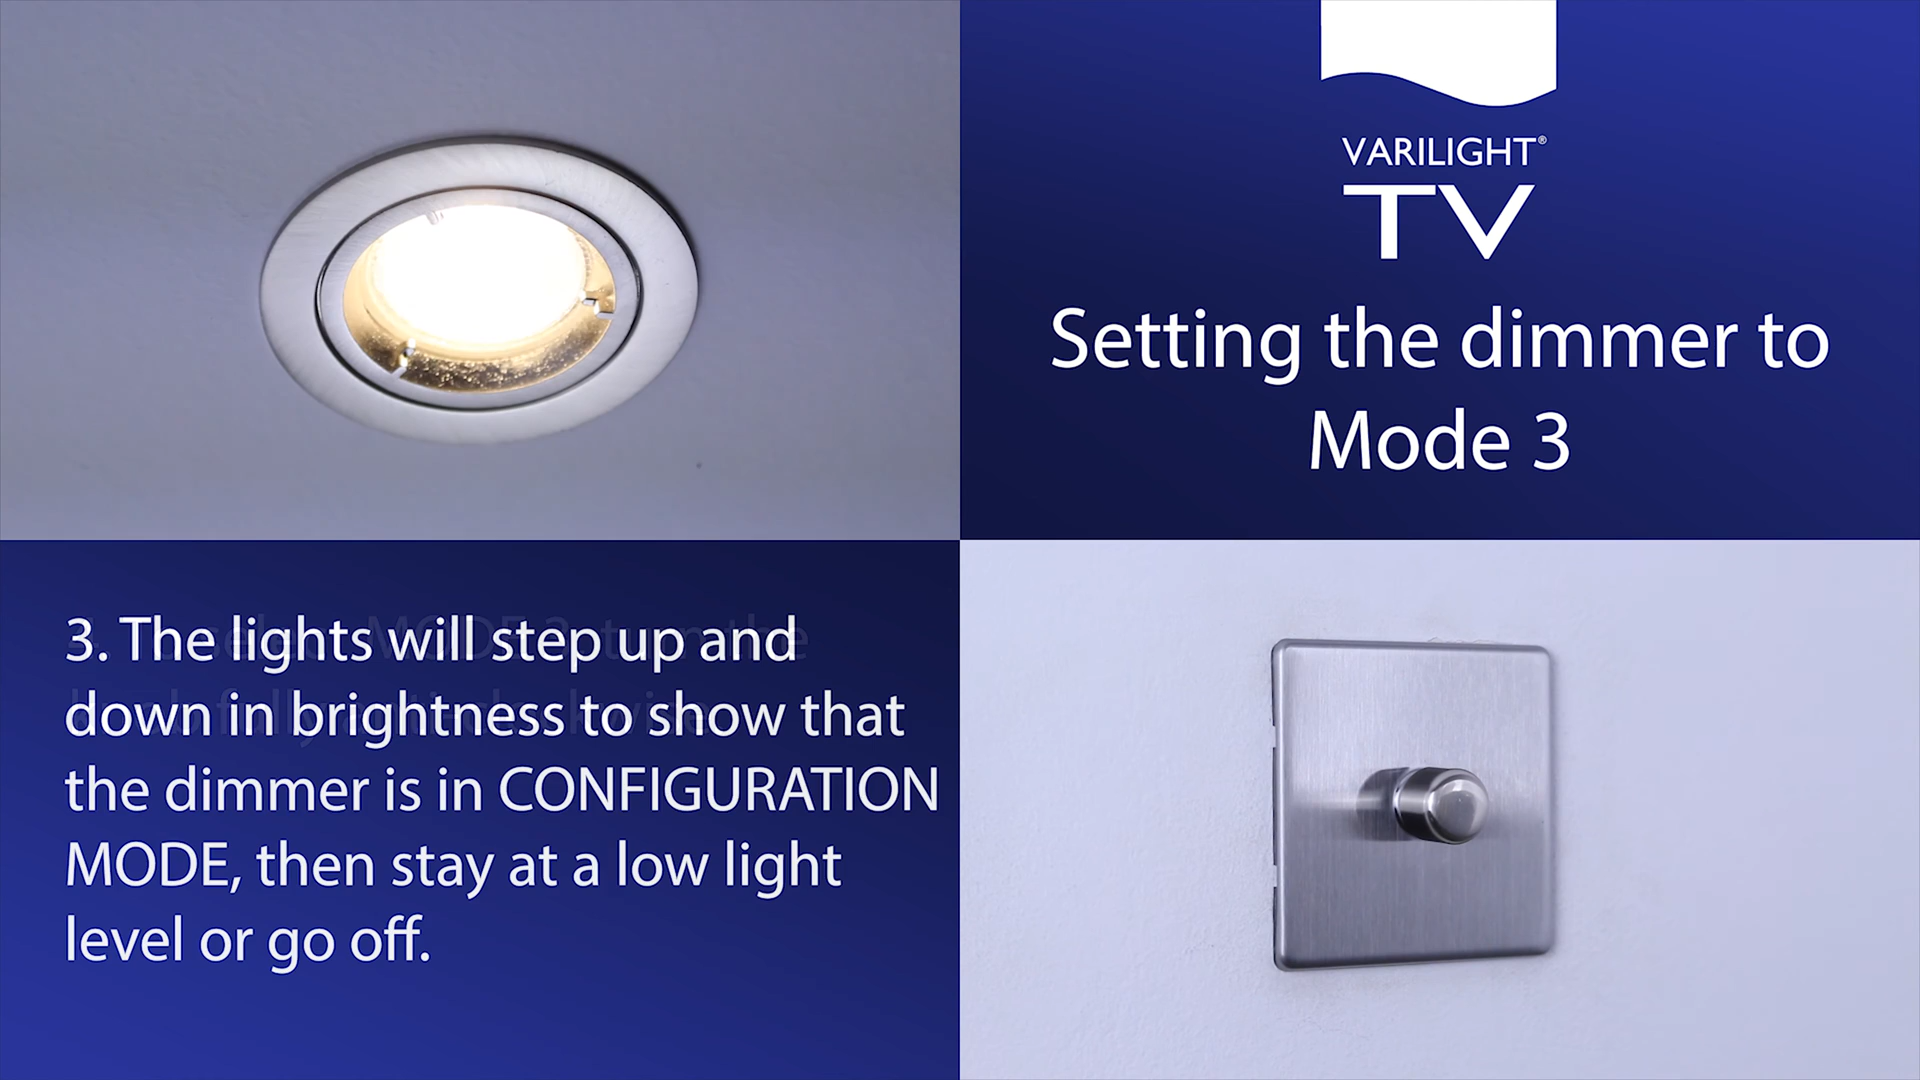 VARILIGHT®
TV
Setting the dimmer to
Mode 3
3. The lights will step up and
down in brightness to show that
the dimmer is in CONFIGURATION
MODE, then stay at a low light
level or go off.